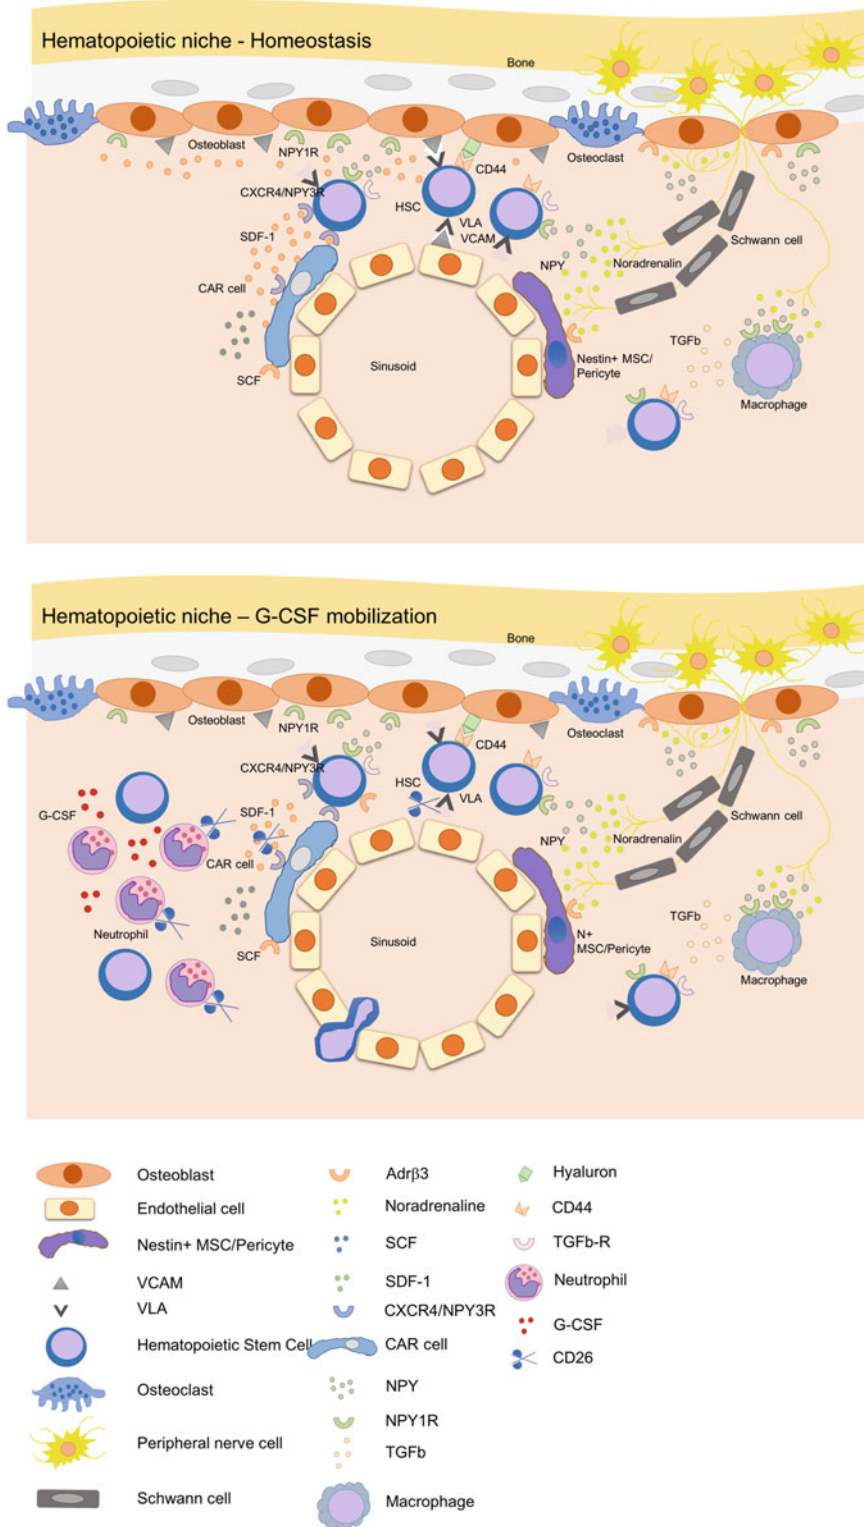 Hematopoietic niche - Homeostasis
Bone
Osteoblast
NPY1R
Osteoclast
CD44
CXCR4/NPY3R
HSC
VLA
VCAM
SDF-1
Schwann cell
NPY
Noradrenalin
CAR cell
TGFb
Sinusoid
Nestin+ MSC/
Pericyte
SCF
Macrophage
Hematopoietic niche – G-CSF mobilization
Bone
Osteoblast
NPY1R
Osteoclast
CD44
CXCR4/NPY3R
HSC
VLA
G-CSF
SDF-1
Schwann cell
NPY
Noradrenalin
CAR cell
TGFb
Neutrophil
N+
MSC/Pericyte
Sinusoid
SCF
Macrophage
Osteoblast
Endothelial cell
Nestin+ MSC/Pericyte
VCAM
VLA
Hematopoietic Stem Cell
Osteoclast
Peripheral nerve cell
Schwann cell
Adrβ3
Noradrenaline
SCF
SDF-1
CXCR4/NPY3R
CAR cell
NPY
NPY1R
TGFb
Macrophage
Hyaluron
CD44
TGFb-R
Neutrophil
G-CSF
CD26